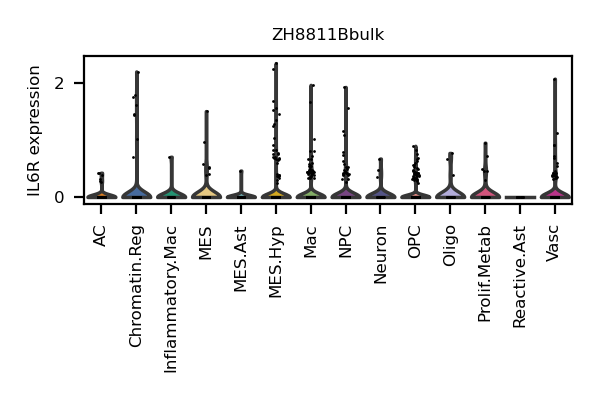 ZH8811Bbulk
IL6R expression
2
0
AC
Chromatin.Reg
Inflammatory.Mac
MES
MES.Ast
MES.Hyp
Mac
NPC
Neuron
OPC
Oligo
Prolif.Metab
Reactive.Ast
Vasc